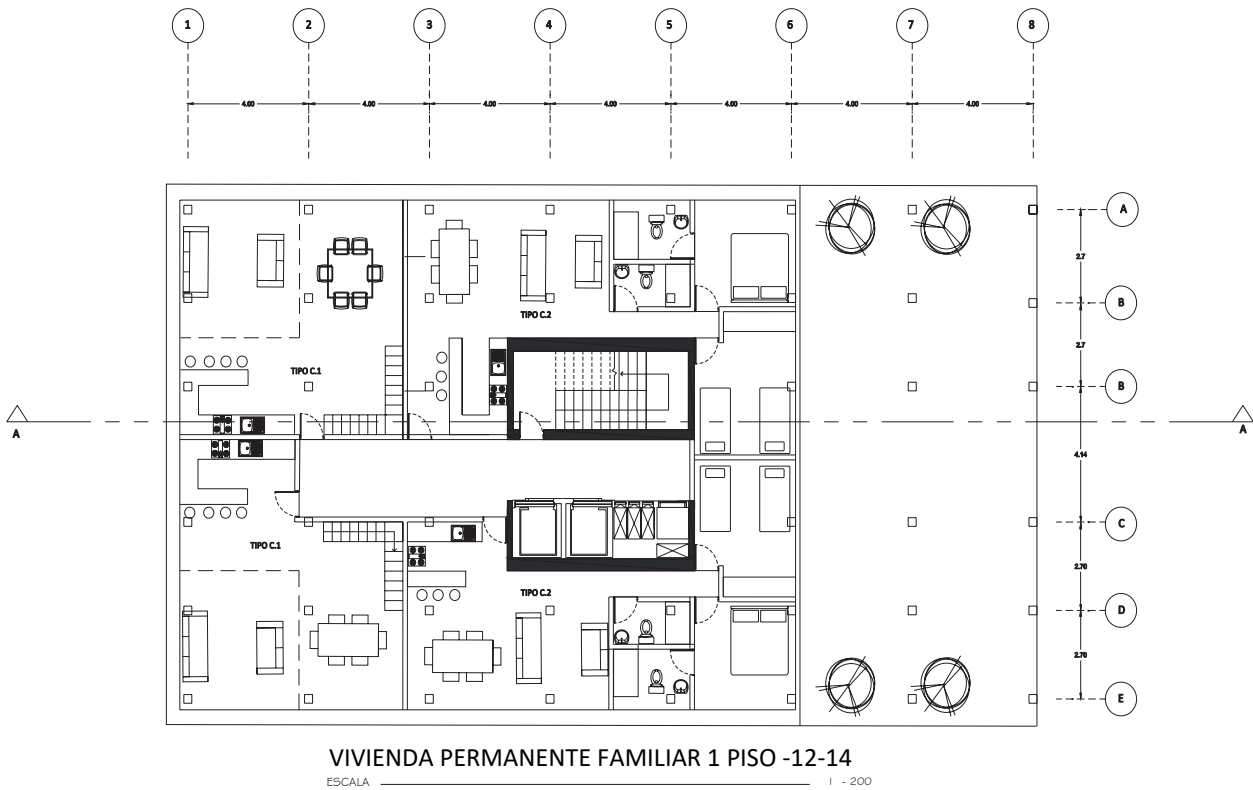 1 2 3 4 5 6 7 8
4.00 4.00 4.00 4.00 4.00 4.00 4.00
A
2.7
B
TIPO C.2
2.7
TIPO C.1
B
A A
4.14
C
TIPO C.1
2.70
TIPO C.2
D
2.70
E
VIVIENDA PERMANENTE FAMILIAR 1 PISO -12-14
ESCALA 1 - 200